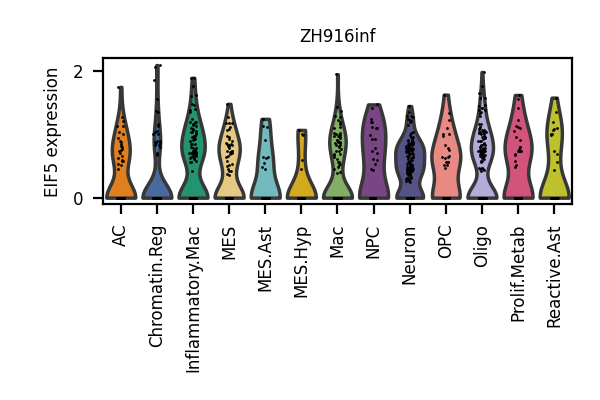 ZH916inf
EIF5 expression
2
0
AC
Chromatin.Reg
Inflammatory.Mac
MES
MES.Ast
MES.Hyp
Mac
NPC
Neuron
OPC
Oligo
Prolif.Metab
Reactive.Ast